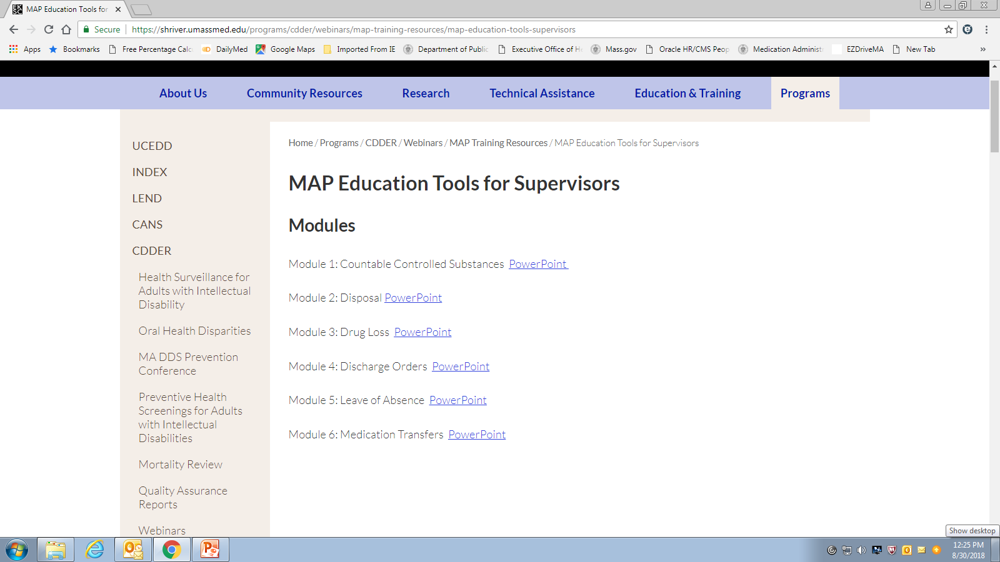 MAP Education Tools for
Secure
https://shriver.umassmed.edu/programs/cdder/webinars/map-training-resources/map-education-tools-supervisors
Apps Bookmarks Free Percentage Calc DailyMed Google Maps Imported From IE Department of Public Executive Office of He Mass.gov Oracle HR/CMS Peop Medication Administ EZDriveMA New Tab »
About Us Community Resources Research Technical Assistance Education & Training Programs
UCEDD
INDEX
LEND
CANS
CDDER
Health Surveillance for
Adults with Intellectual
Disability
Oral Health Disparities
MA DDS Prevention
Conference
Preventive Health
Screenings for Adults
with Intellectual
Disabilities
Mortality Review
Quality Assurance
Reports
Webinars
Home / Programs / CDDER / Webinars / MAP Training Resources / MAP Education Tools for Supervisors
MAP Education Tools for Supervisors
Modules
Module 1: Countable Controlled Substances PowerPoint
Module 2: Disposal PowerPoint
Module 3: Drug Loss PowerPoint
Module 4: Discharge Orders PowerPoint
Module 5: Leave of Absence PowerPoint
Module 6: Medication Transfers PowerPoint
Show desktop
12:25 PM
8/30/2018